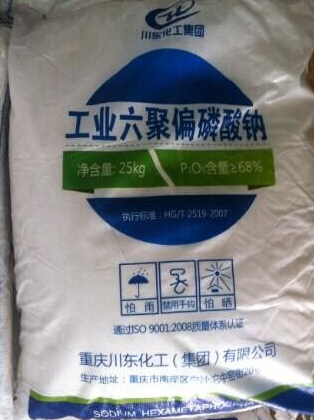 川东化工集团
工业六聚偏磷酸钠
净含量: 25kg
P₂O₅含量≥68%
执行标准: HG/T 2519-2007
怕雨
禁用手钩
怕晒
通过ISO 9001:2008质量体系认证
重庆川东化工(集团)有限公司
生产地址: 重庆市南岸区
SODIUM HEXAMETAPHOSPHATE